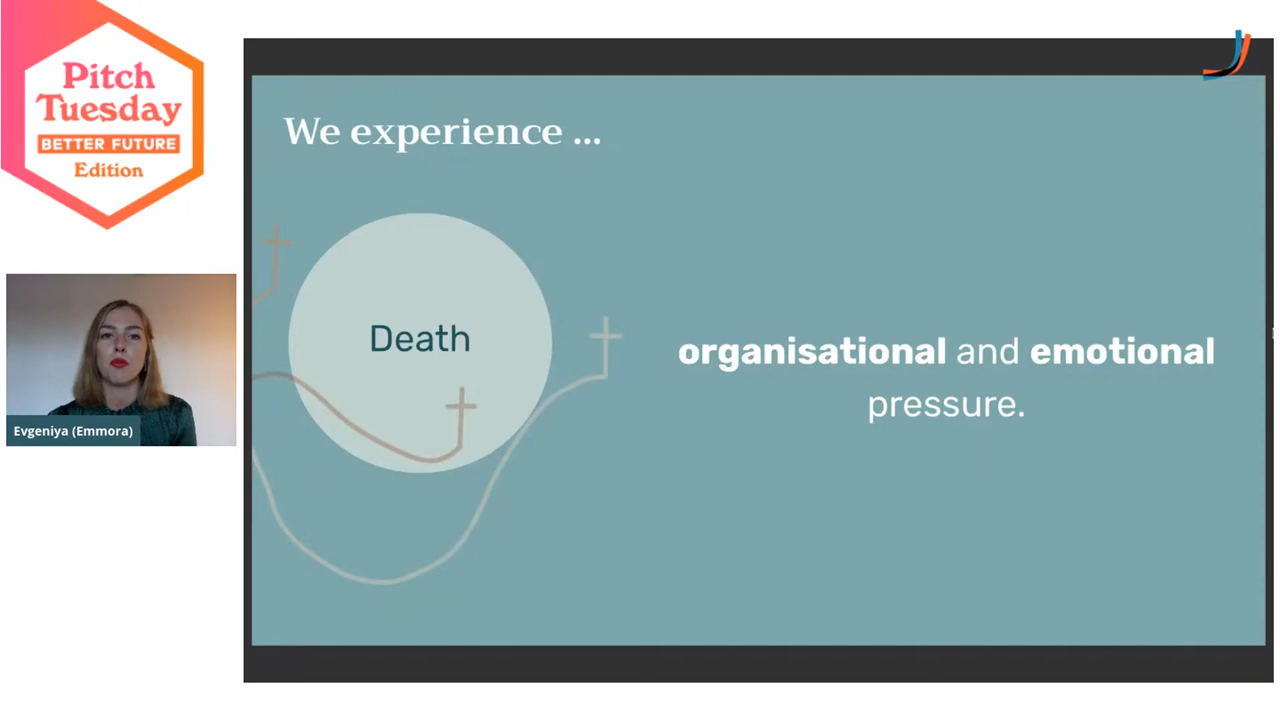 Pitch
Tuesday
BETTER FUTURE
Edition
We experience ...
Death
organisational and emotional
pressure.
Evgeniya (Emmora)